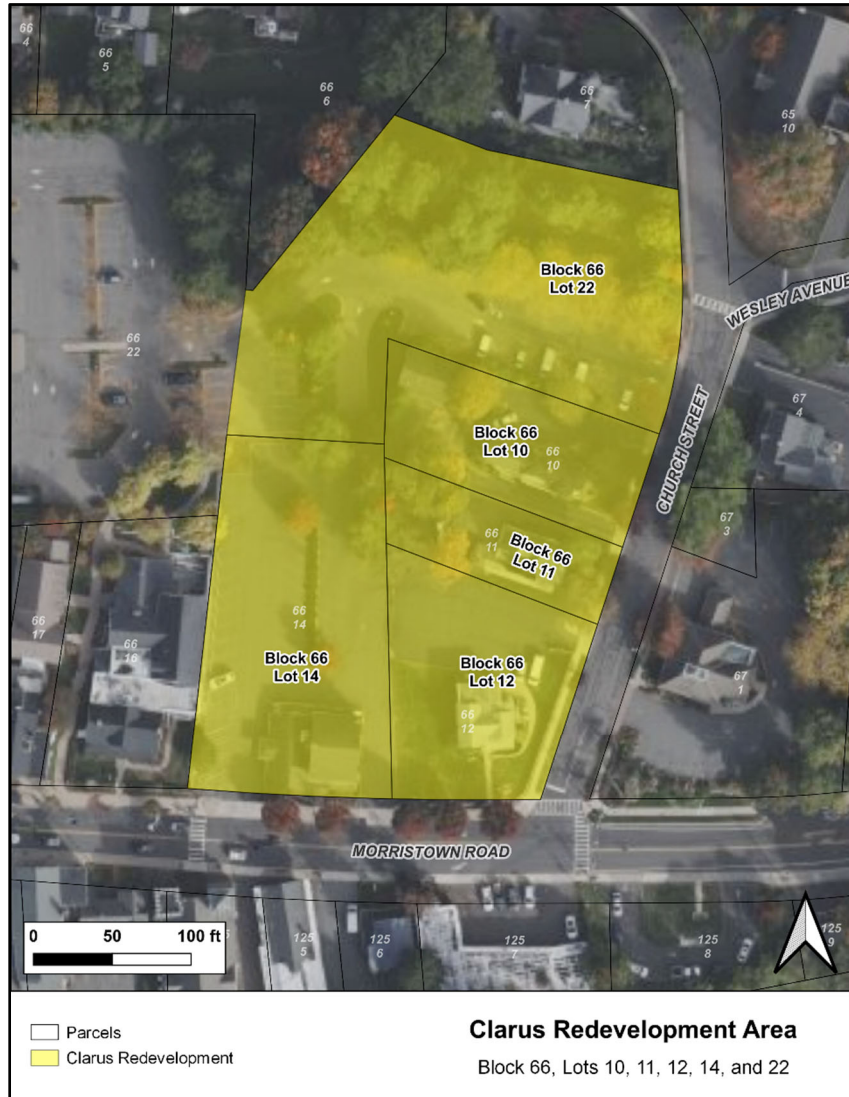 66
4
66
5
66
6
66
7
65
10
Block 66
Lot 22
WESLEY AVENUE
66
22
Block 66
Lot 10
66
10
CHURCH STREET
67
4
67
3
66
11
Block 66
Lot 11
66
17
66
16
66
14
Block 66
Lot 14
Block 66
Lot 12
66
12
67
1
MORRISTOWN ROAD
0 50 100 ft
125
5
125
6
125
7
125
8
125
9
Parcels
Clarus Redevelopment
Clarus Redevelopment Area
Block 66, Lots 10, 11, 12, 14, and 22